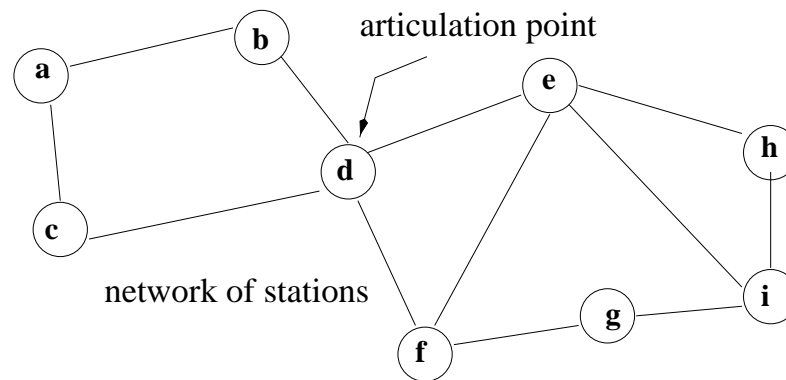 articulation point
b
a
e
h
d
c
network of stations
i
g
f